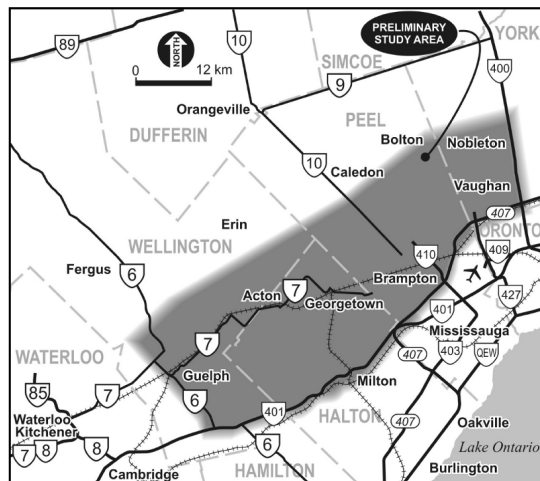 PRELIMINARY
STUDY AREA
YORK
89
NORTH
10
400
0 12 km
SIMCOE
9
Orangeville
PEEL
DUFFERIN
Bolton
Nobleton
10
Caledon
Vaughan
407
Erin
ORONTO
WELLINGTON
410
409
Fergus
6
Brampton
7
Acton
Georgetown
427
401
Mississauga
7
WATERLOO
407
403
QEW
Guelph
85
7
6
Milton
401
407
HALTON
Waterloo
Kitchener
Oakville
6
7
8
8
Lake Ontario
Cambridge
HAMILTON
Burlington